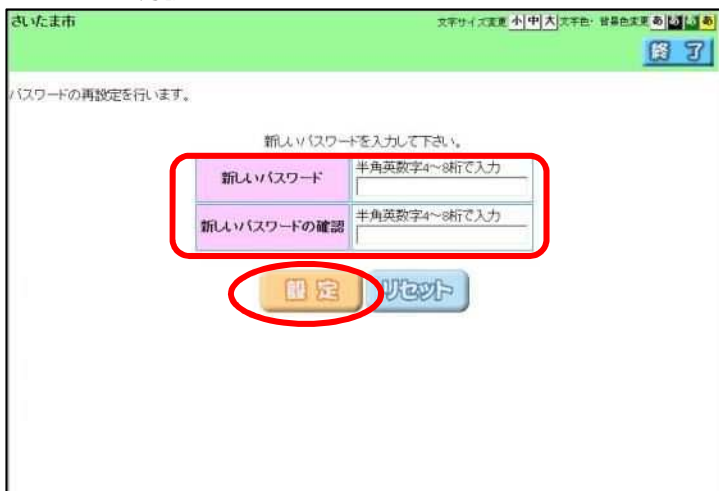 さいたま市
文字サイズ変更 小 中 大 文字色・背景色変更 あ あ あ あ
終 了
パスワードの再設定を行います。
新しいパスワードを入力して下さい。
新しいパスワード 半角英数字4～8桁で入力
新しいパスワードの確認 半角英数字4～8桁で入力
設 定 リセット